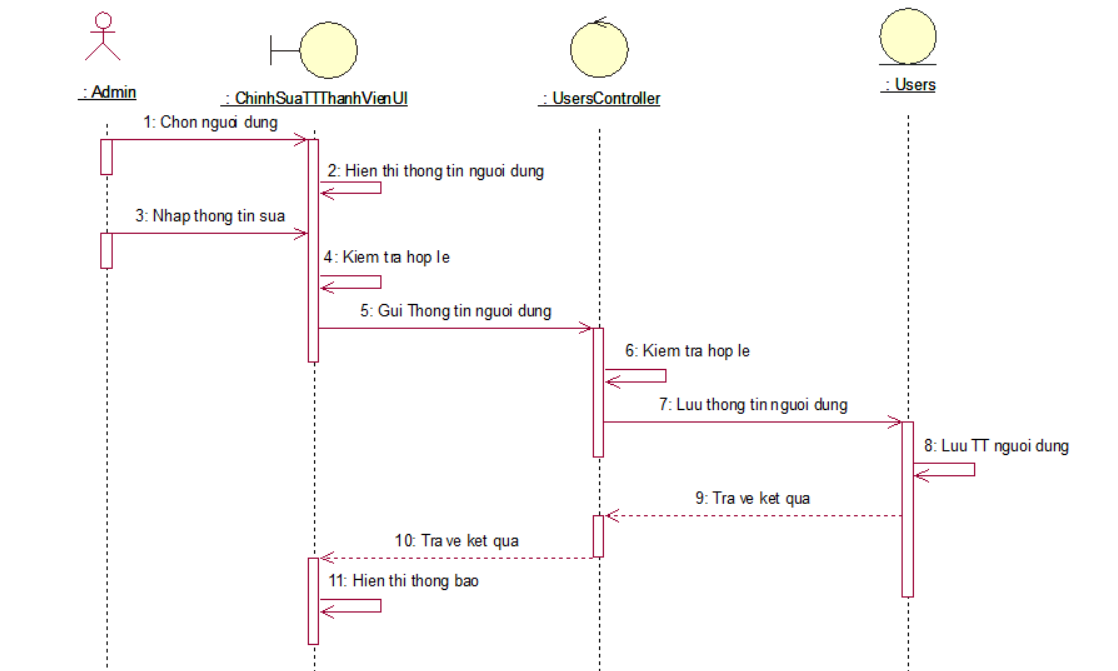 : Admin
: ChinhSuaTTThanhVienUI
: UsersController
: Users
1: Chon nguoi dung
2: Hien thi thong tin nguoi dung
3: Nhap thong tin sua
4: Kiem tra hop le
5: Gui Thong tin nguoi dung
6: Kiem tra hop le
7: Luu thong tin nguoi dung
8: Luu TT nguoi dung
9: Tra ve ket qua
10: Tra ve ket qua
11: Hien thi thong bao